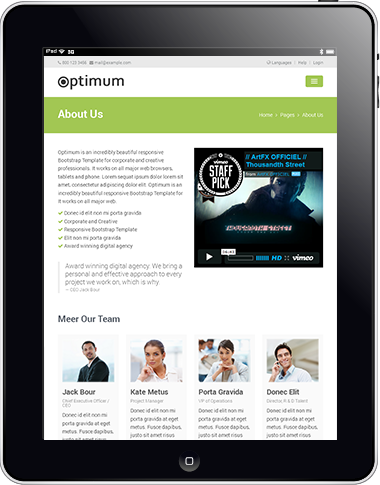 iPad 3G
860.123.3456 mail@example.com Languages | Help | Login
Optimum
About Us
Home Pages About Us
Optimum is an incredibly beautiful responsive
Bootstrap Template for corporate and creative
professionals. It works on all major web browsers,
tablets and phone. Lorem sequat ipsum dolor lorem sit
amet, consectetur adipiscing dolor elit. Optimum is an
incredibly beautiful responsive Bootstrap Template for
It works on all major web.
Donec id elit non mi porta gravida
Corporate and Creative
Responsive Bootstrap Template
Elit non mi porta gravida
Award winning digital agency
Award winning digital agency. We bring a
personal and effective approach to every
project we work on, which is why.
— CEO Jack Bour
vimeo
STAFF
PICK
// ArtFX OFFICIEL //
Thousandth Street
from ArtFX OFFICIEL
THOUSANDTH STREET
04:43
HD vimeo
Meer Our Team
Jack Bour
Chief Executive Officer /
CEO
Donec id elit non mi
porta gravida at eget
metus. Fusce dapibus,
justo sit amet risus
Kate Metus
Project Manager
Donec id elit non mi
porta gravida at eget
metus. Fusce dapibus,
justo sit amet risus
Porta Gravida
VP of Operations
Donec id elit non mi
porta gravida at eget
metus. Fusce dapibus,
justo sit amet risus
Donec Elit
Director, R & D Talent
Donec id elit non mi
porta gravida at eget
metus. Fusce dapibus,
justo sit amet risus